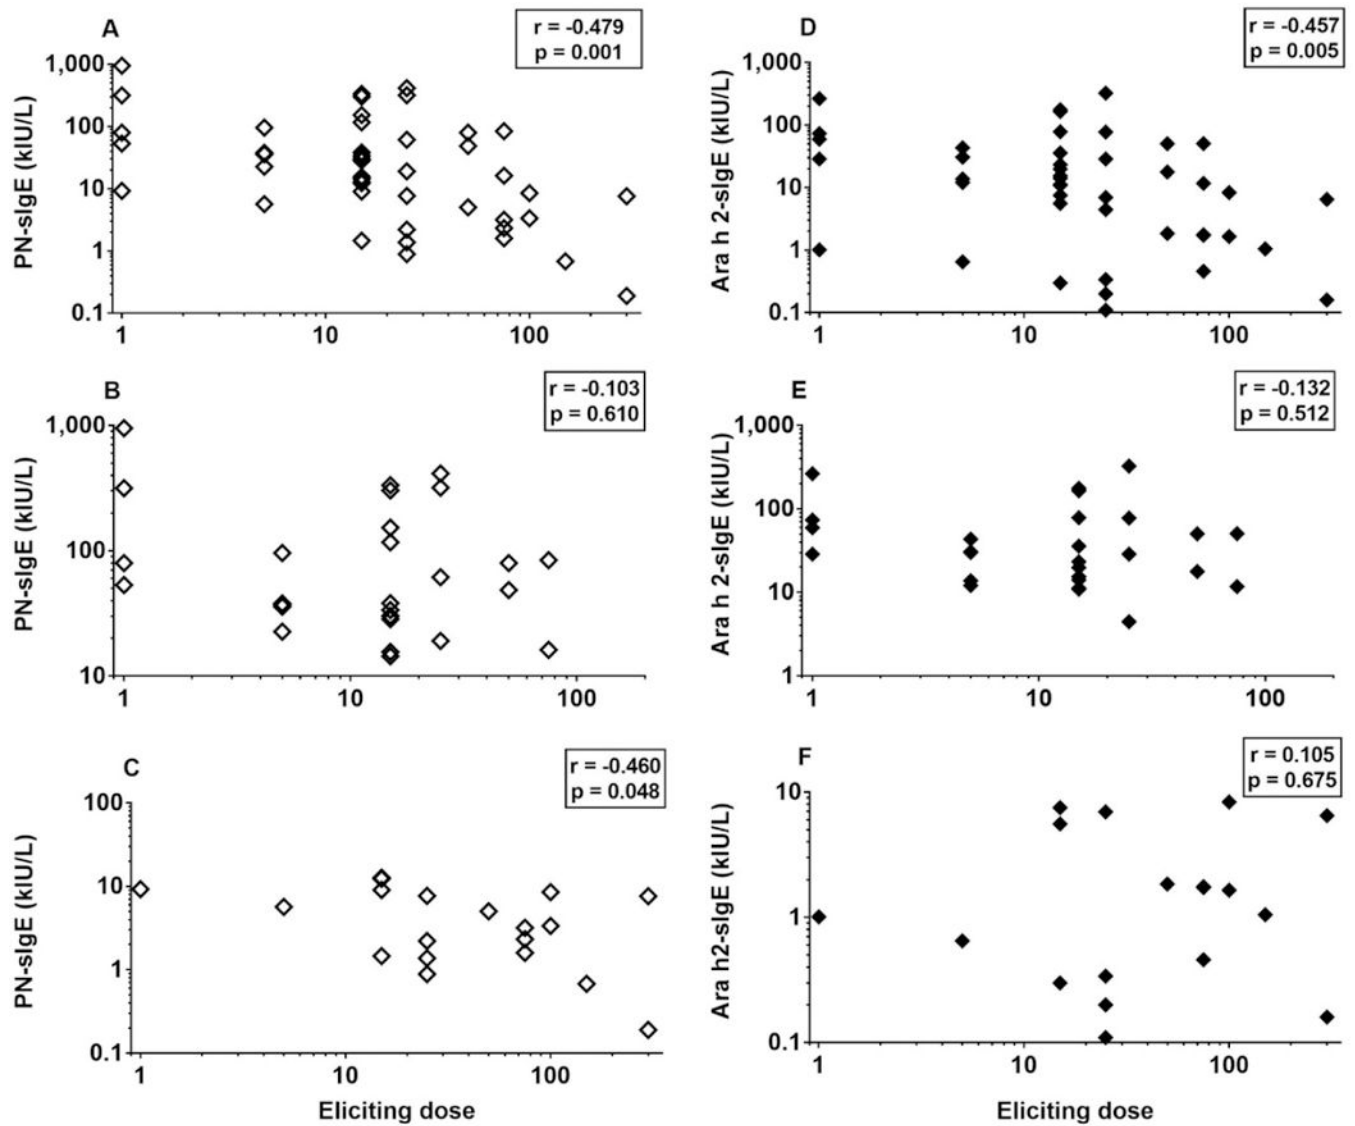 A
r = -0.479
p = 0.001
PN-sIgE (kIU/L)
1,000
100
10
1
0.1
1 10 100
D
r = -0.457
p = 0.005
Ara h 2-sIgE (kIU/L)
1,000
100
10
1
0.1
1 10 100
B
r = -0.103
p = 0.610
PN-sIgE (kIU/L)
1,000
100
10
1 10 100
E
r = -0.132
p = 0.512
Ara h 2-sIgE (kIU/L)
1,000
100
10
1
1 10 100
C
r = -0.460
p = 0.048
PN-sIgE (kIU/L)
100
10
1
0.1
1 10 100
Eliciting dose
F
r = 0.105
p = 0.675
Ara h2-sIgE (kIU/L)
10
1
0.1
1 10 100
Eliciting dose